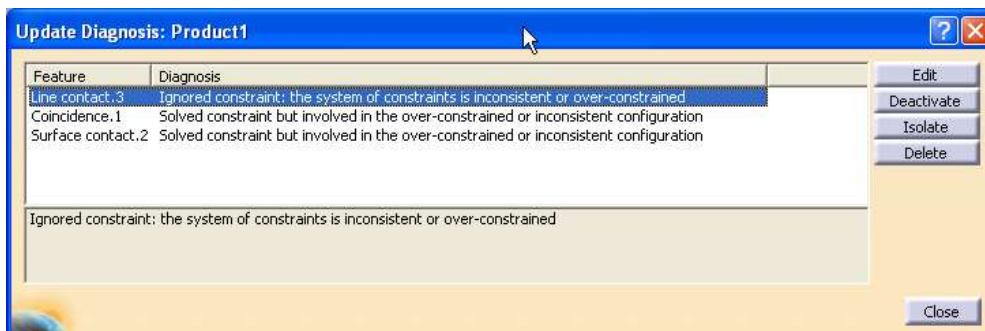 Update Diagnosis: Product1
Feature Diagnosis
Line contact.3 Ignored constraint: the system of constraints is inconsistent or over-constrained
Coincidence.1 Solved constraint but involved in the over-constrained or inconsistent configuration
Surface contact.2 Solved constraint but involved in the over-constrained or inconsistent configuration
Edit
Deactivate
Isolate
Delete
Ignored constraint: the system of constraints is inconsistent or over-constrained
Close